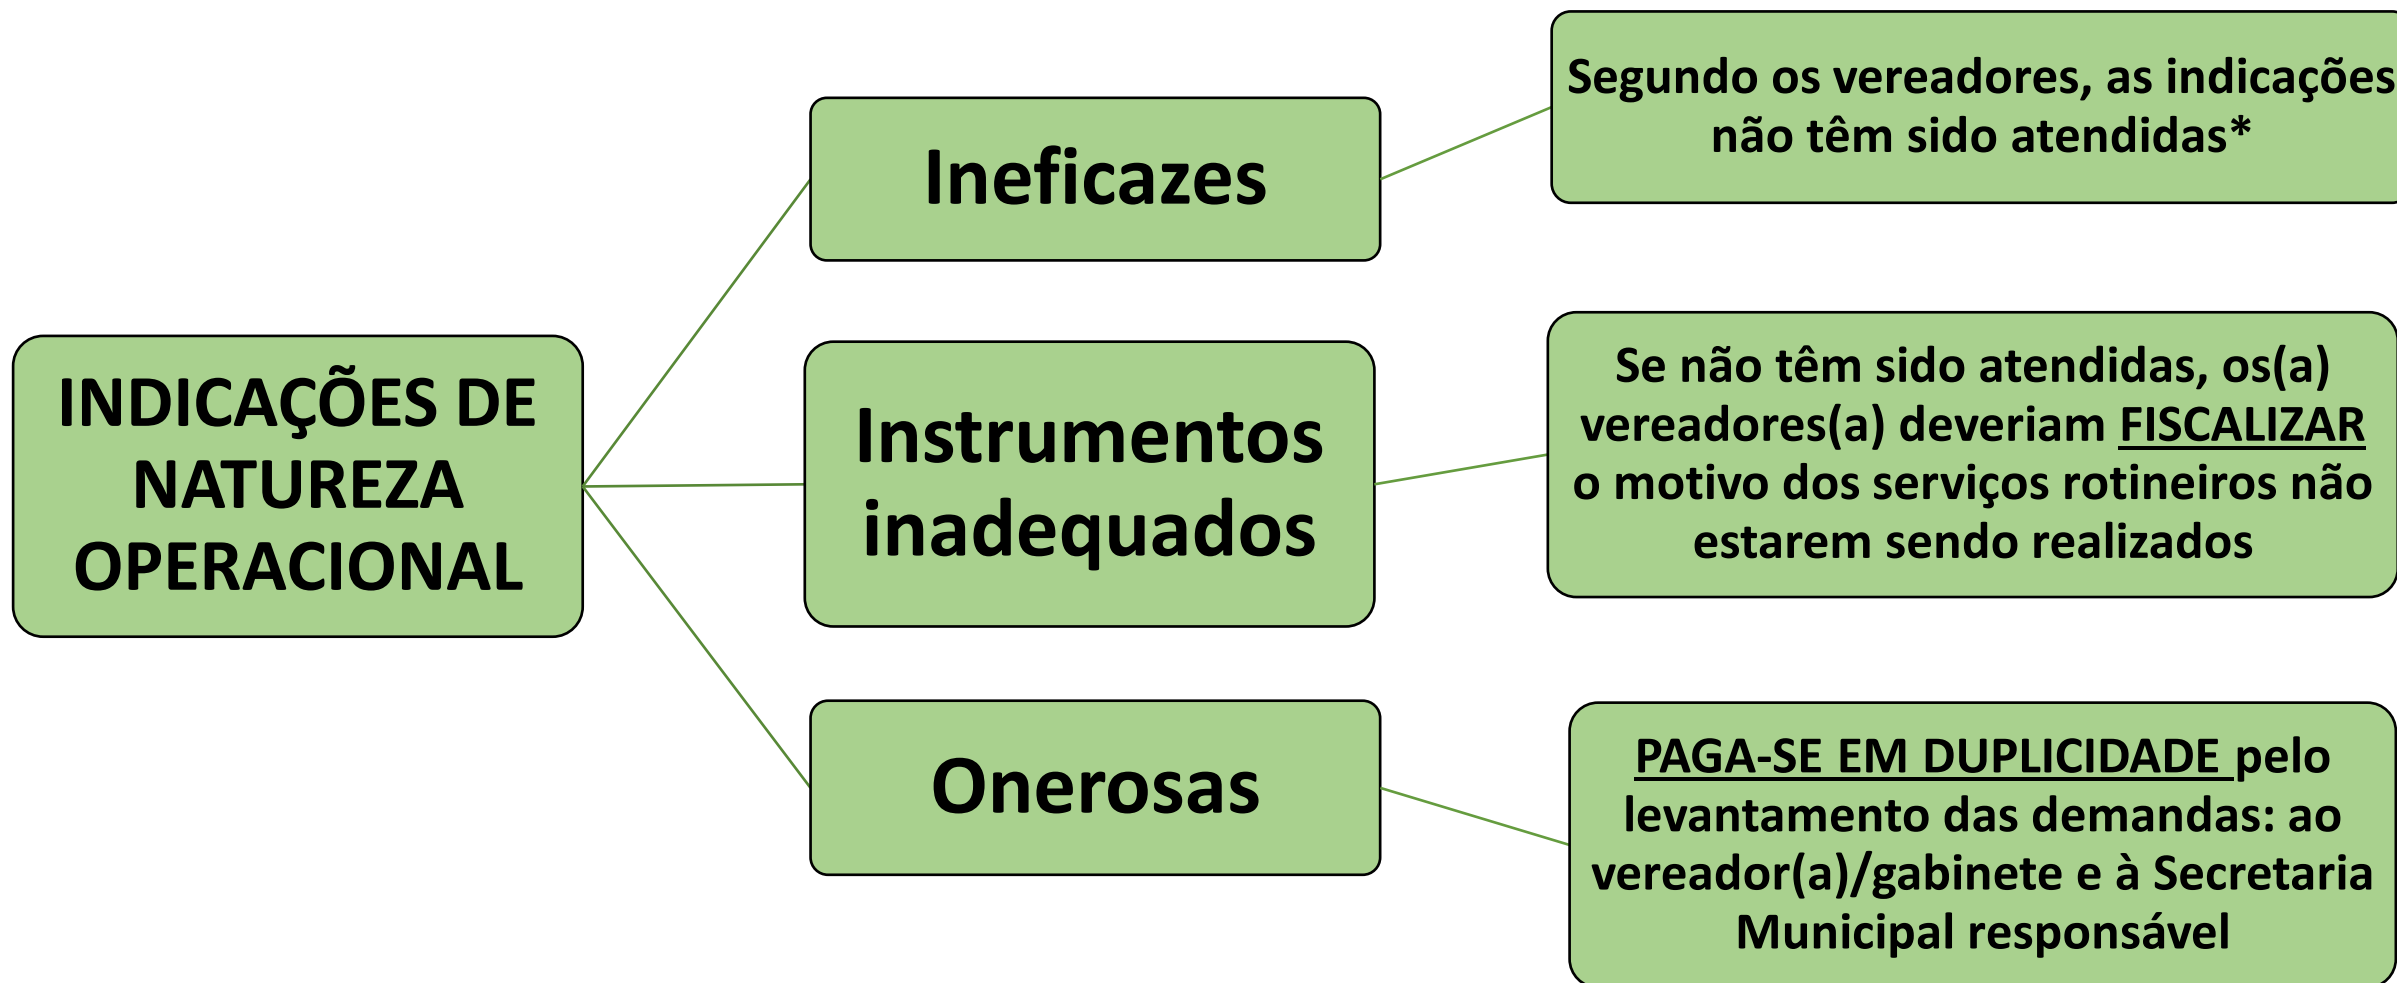 INDICAÇÕES DE
NATUREZA
OPERACIONAL
Ineficazes
Segundo os vereadores, as indicações
não têm sido atendidas*
Instrumentos
inadequados
Se não têm sido atendidas, os(a)
vereadores(a) deveriam FISCALIZAR
o motivo dos serviços rotineiros não
estarem sendo realizados
Onerosas
PAGA-SE EM DUPLICIDADE pelo
levantamento das demandas: ao
vereador(a)/gabinete e à Secretaria
Municipal responsável